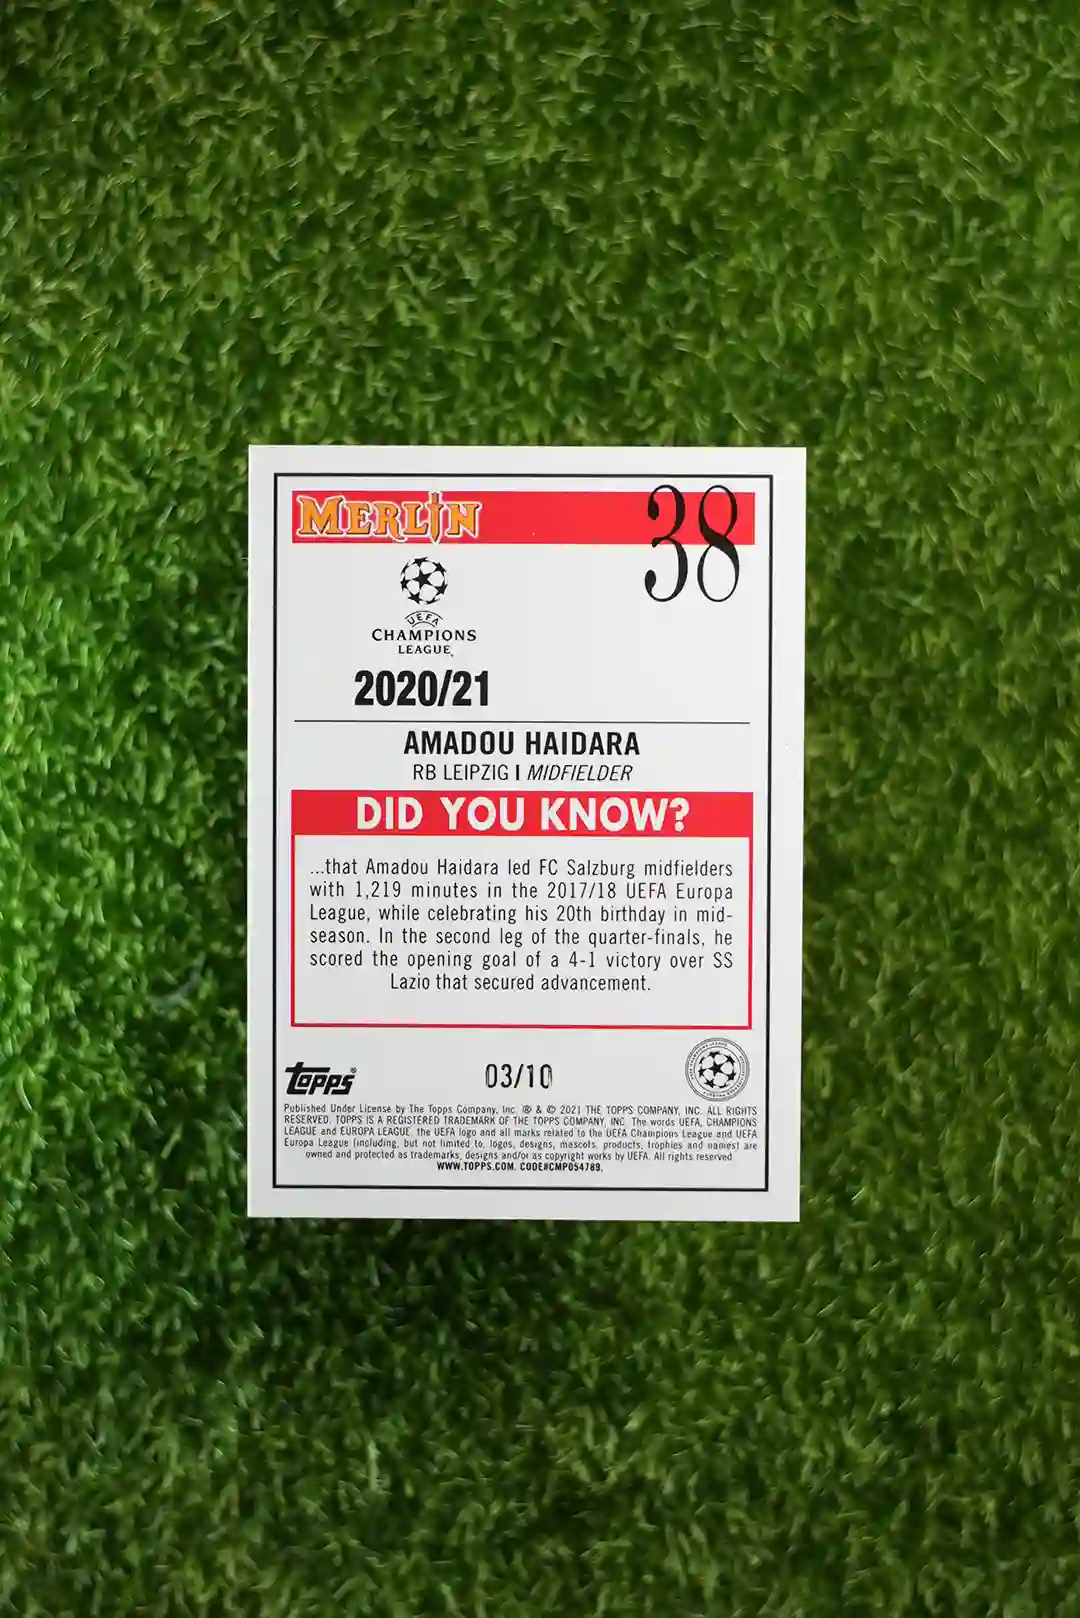 MERLIN
38
UEFA
CHAMPIONS
LEAGUE
2020/21
AMADOU HAIDARA
RB LEIPZIG | MIDFIELDER
DID YOU KNOW?
...that Amadou Haidara led FC Salzburg midfielders
with 1,219 minutes in the 2017/18 UEFA Europa
League, while celebrating his 20th birthday in mid-
season. In the second leg of the quarter-finals, he
scored the opening goal of a 4-1 victory over SS
Lazio that secured advancement.
topps®
03/10
Published Under License by The Topps Company, Inc. ® & © 2021 THE TOPPS COMPANY, INC. ALL RIGHTS
RESERVED. TOPPS IS A REGISTERED TRADEMARK OF THE TOPPS COMPANY, INC. The words UEFA, CHAMPIONS
LEAGUE and EUROPA LEAGUE, the UEFA logo and all marks related to the UEFA Champions League and UEFA
Europa League (including, but not limited to, logos, designs, mascots, products, trophies and names) are
owned and protected as trademarks, designs and/or as copyright works by UEFA. All rights reserved.
WWW.TOPPS.COM. CODE#CMP054789.